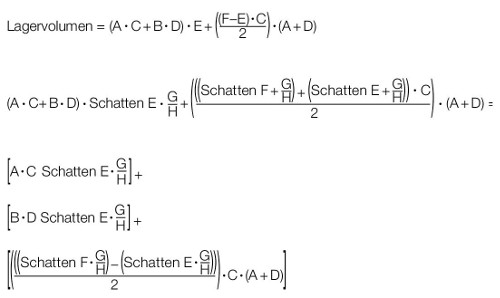 Lagervolumen = (A · C + B · D) · E + ((F–E) · C / 2) · (A + D)
(A · C + B · D) · Schatten E · G/H + (((Schatten F + G/H) + (Schatten E + G/H)) · C / 2) · (A + D) =
[A · C Schatten E · G/H] +
[B · D Schatten E · G/H] +
[(((Schatten F · G/H) – (Schatten E · G/H)) / 2) · C · (A + D)]